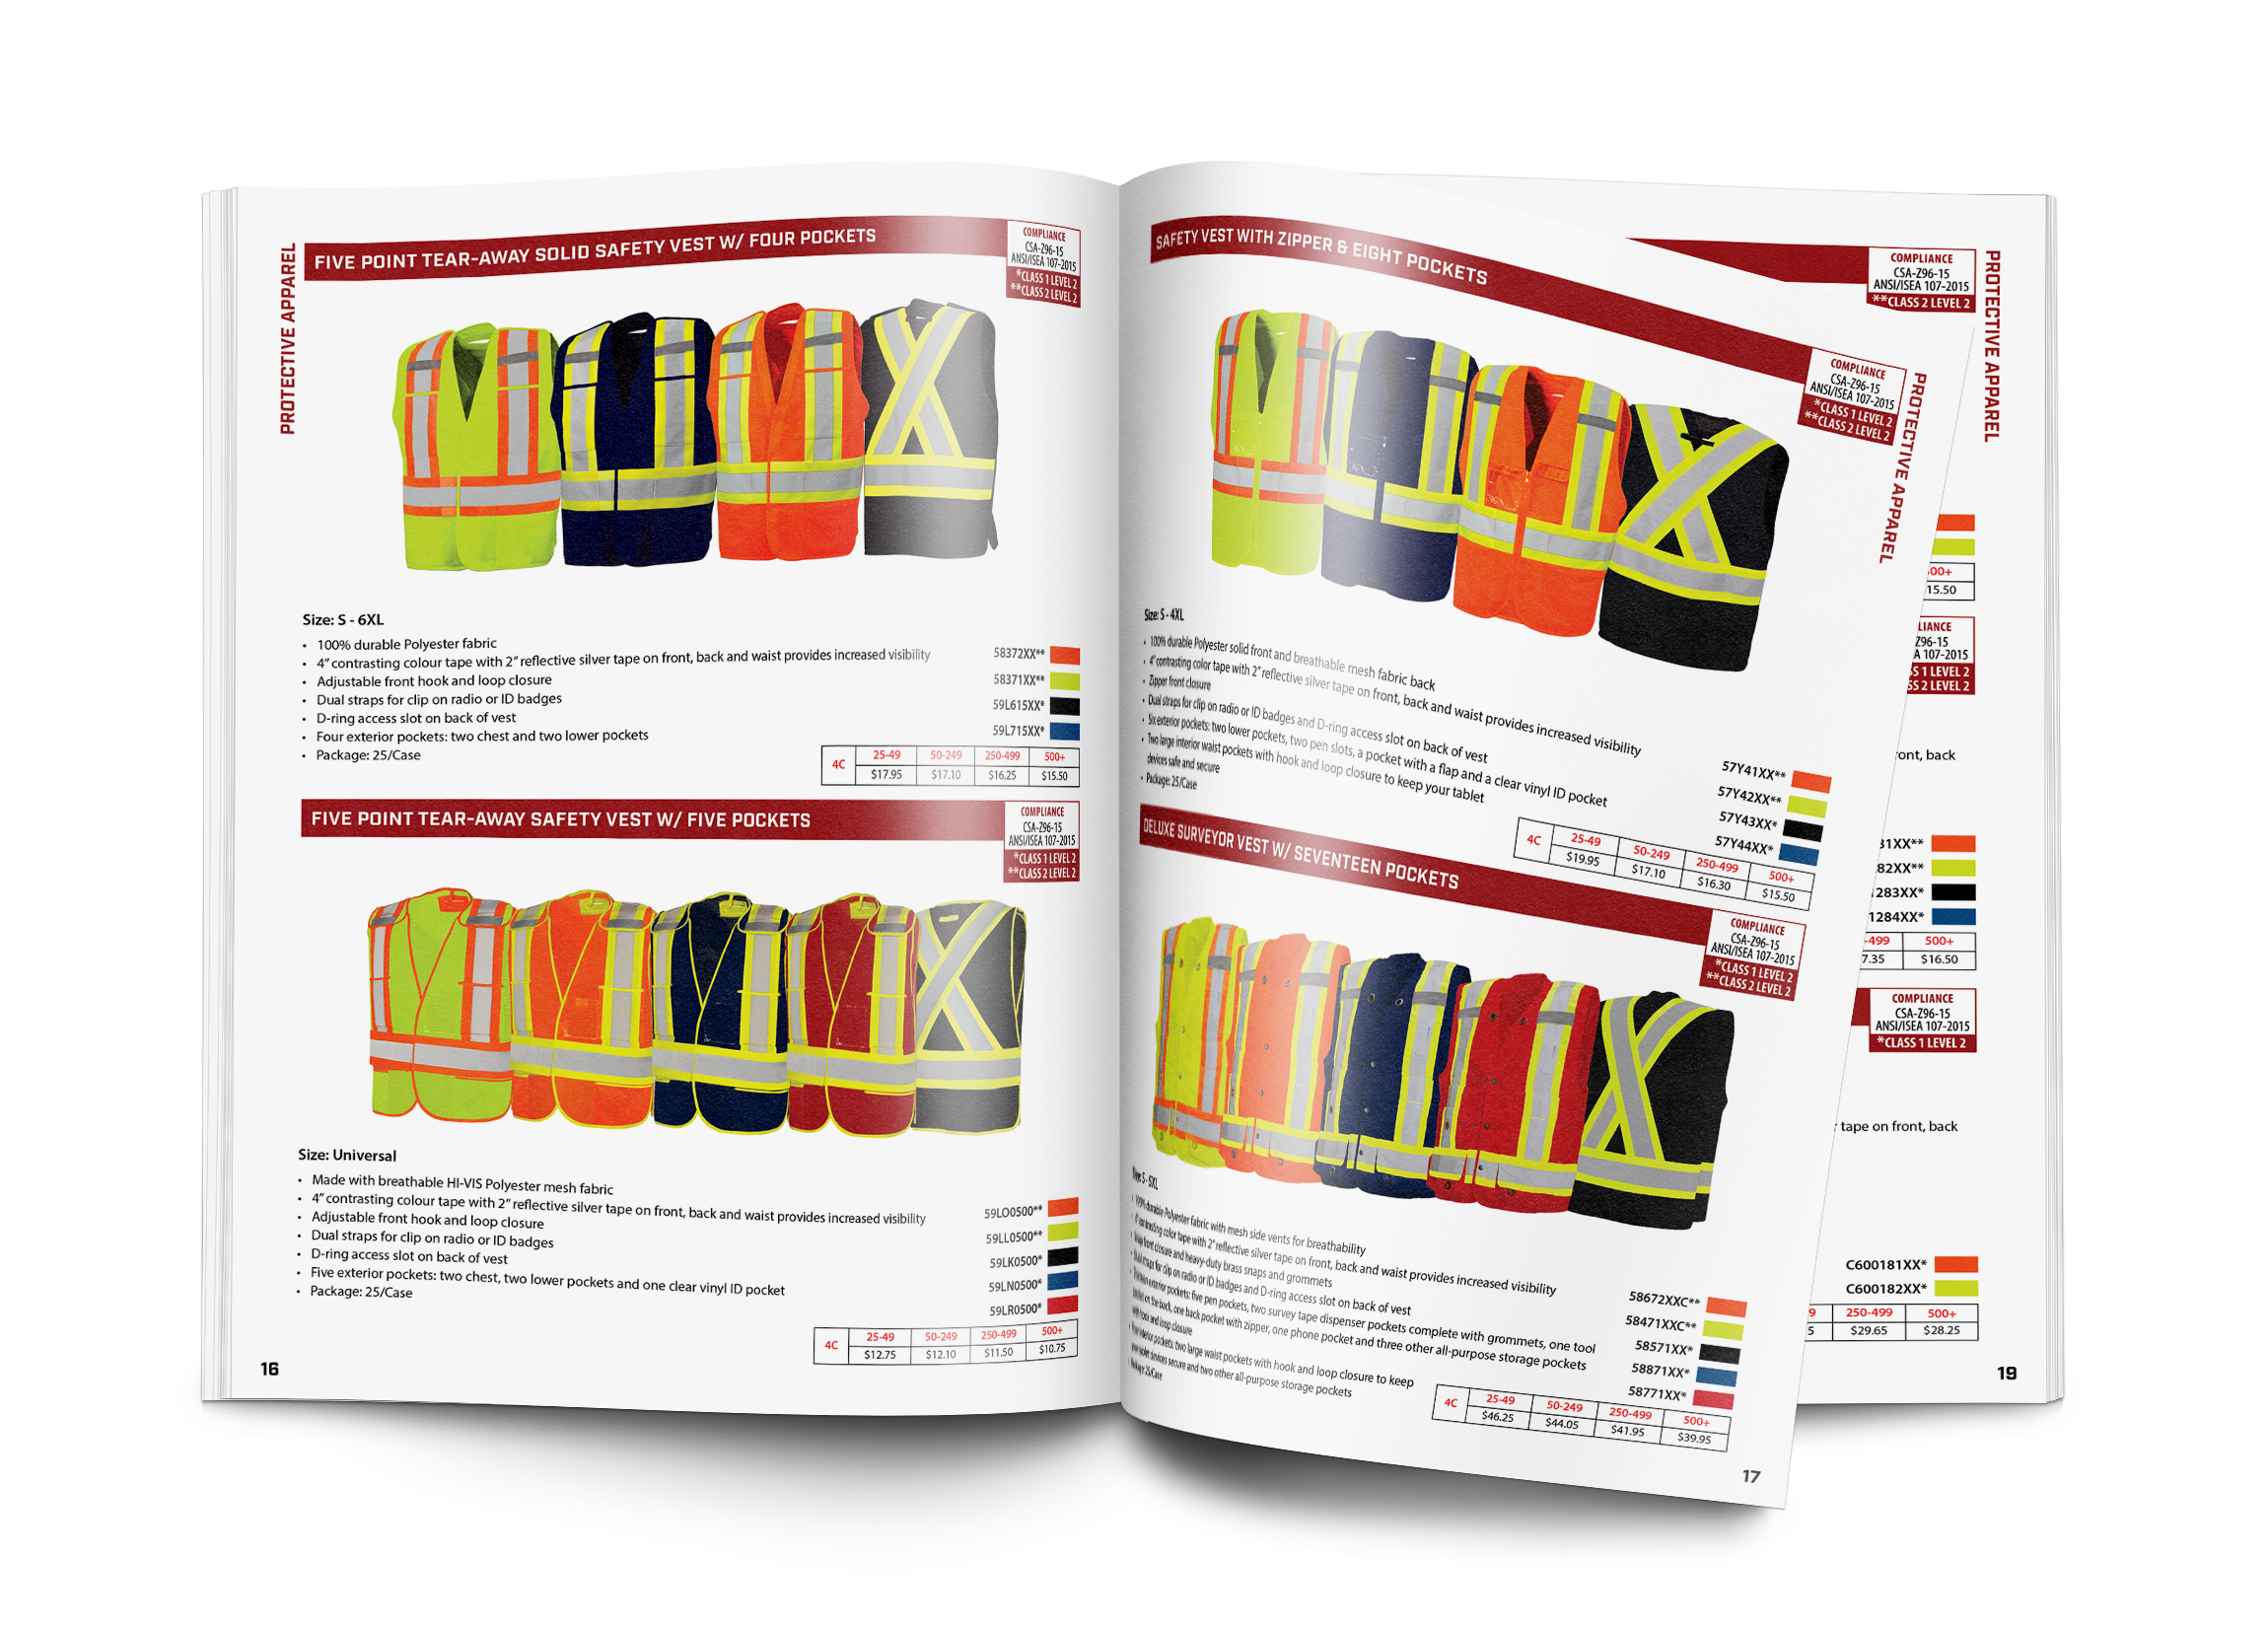 PROTECTIVE APPAREL
FIVE POINT TEAR-AWAY SOLID SAFETY VEST W/ FOUR POCKETS
COMPLIANCE
CSA-Z96-15
ANSI/ISEA 107-2015
*CLASS 1 LEVEL 2
**CLASS 2 LEVEL 2
Size: S - 6XL
• 100% durable Polyester fabric
• 4" contrasting colour tape with 2" reflective silver tape on front, back and waist provides increased visibility
• Adjustable front hook and loop closure
• Dual straps for clip on radio or ID badges
• D-ring access slot on back of vest
• Four exterior pockets: two chest and two lower pockets
• Package: 25/Case
58372XX**
58371XX**
59L615XX*
59L715XX*
4C 25-49 50-249 250-499 500+
$17.95 $17.10 $16.25 $15.50
FIVE POINT TEAR-AWAY SAFETY VEST W/ FIVE POCKETS
COMPLIANCE
CSA-Z96-15
ANSI/ISEA 107-2015
*CLASS 1 LEVEL 2
**CLASS 2 LEVEL 2
Size: Universal
• Made with breathable HI-VIS Polyester mesh fabric
• 4" contrasting colour tape with 2" reflective silver tape on front, back and waist provides increased visibility
• Adjustable front hook and loop closure
• Dual straps for clip on radio or ID badges
• D-ring access slot on back of vest
• Five exterior pockets: two chest, two lower pockets and one clear vinyl ID pocket
• Package: 25/Case
59LO0500**
59LL0500**
59LK0500*
59LN0500*
59LR0500*
4C 25-49 50-249 250-499 500+
$12.75 $12.10 $11.50 $10.75
16
SAFETY VEST WITH ZIPPER & EIGHT POCKETS
COMPLIANCE
CSA-Z96-15
ANSI/ISEA 107-2015
*CLASS 1 LEVEL 2
**CLASS 2 LEVEL 2
PROTECTIVE APPAREL
Size: S - 4XL
• 100% durable Polyester solid front and breathable mesh fabric back
• 4" contrasting color tape with 2" reflective silver tape on front, back and waist provides increased visibility
• Zipper front closure
• Dual straps for clip on radio or ID badges and D-ring access slot on back of vest
• Six exterior pockets: two lower pockets, two pen slots, a pocket with a flap and a clear vinyl ID pocket
• Two large interior waist pockets with hook and loop closure to keep your tablet
devices safe and secure
• Package: 25/Case
57Y41XX**
57Y42XX**
57Y43XX*
57Y44XX*
4C 25-49 50-249 250-499 500+
$19.95 $17.10 $16.30 $15.50
DELUXE SURVEYOR VEST W/ SEVENTEEN POCKETS
COMPLIANCE
CSA-Z96-15
ANSI/ISEA 107-2015
*CLASS 1 LEVEL 2
**CLASS 2 LEVEL 2
Size: S - 5XL
• 100% durable Polyester fabric with mesh side vents for breathability
• 4" contrasting color tape with 2" reflective silver tape on front, back and waist provides increased visibility
front closure and heavy-duty brass snaps and grommets
• Dual straps for clip on radio or ID badges and D-ring access slot on back of vest
exterior pockets: five pen pockets, two survey tape dispenser pockets complete with grommets, one tool
pocket on the back, one back pocket with zipper, one phone pocket and three other all-purpose storage pockets
with hook and loop closure
interior pockets: two large waist pockets with hook and loop closure to keep
your tablet devices secure and two other all-purpose storage pockets
Package: 25/Case
58672XXC**
58471XXC**
58571XX*
58871XX*
58771XX*
4C 25-49 50-249 250-499 500+
$46.25 $44.05 $41.95 $39.95
17
COMPLIANCE
CSA-Z96-15
ANSI/ISEA 107-2015
**CLASS 2 LEVEL 2
PROTECTIVE APPAREL
00+
15.50
LIANCE
Z96-15
A 107-2015
S 1 LEVEL 2
SS 2 LEVEL 2
ont, back
81XX**
82XX**
283XX*
1284XX*
-499 500+
7.35 $16.50
COMPLIANCE
CSA-Z96-15
ANSI/ISEA 107-2015
*CLASS 1 LEVEL 2
tape on front, back
C600181XX*
C600182XX*
9 250-499 500+
5 $29.65 $28.25
19